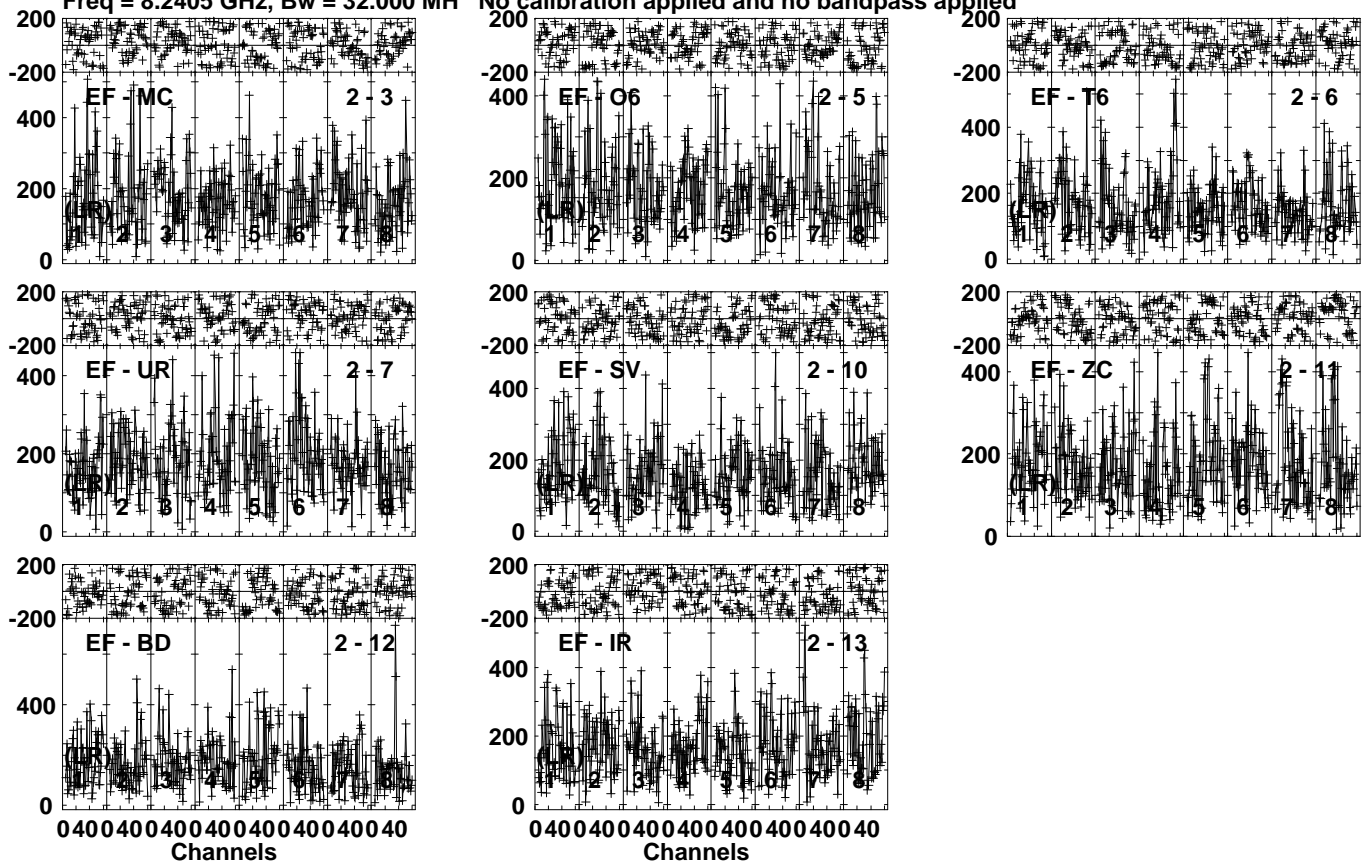 Freq = 8.2405 GHz, Bw = 32.000 MH No calibration applied and no bandpass applied
200 200 200
-200 -200 -200
EF - MC 2 - 3 EF - O6 2 - 5 EF - T6 2 - 6
400 400 400
200 200 200
(LR) (LR) (LR)
1 2 3 4 5 6 7 8 1 2 3 4 5 6 7 8 1 2 3 4 5 6 7 8
0 0 0
200 200 200
-200 -200 -200
EF - UR 2 - 7 EF - SV 2 - 10 EF - ZC 2 - 11
400 400 400
200 200 200
(LR) (LR) (LR)
1 2 3 4 5 6 7 8 1 2 3 4 5 6 7 8 1 2 3 4 5 6 7 8
0 0 0
200 200
-200 -200
EF - BD 2 - 12 EF - IR 2 - 13
400 400
200
(LR) (LR)
1 2 3 4 5 6 7 8 1 2 3 4 5 6 7 8
0 0
0 40 0 40 0 40 0 40 0 40 0 40 0 40 0 40 0 40 0 40 0 40 0 40 0 40 0 40 0 40 0 40
Channels Channels